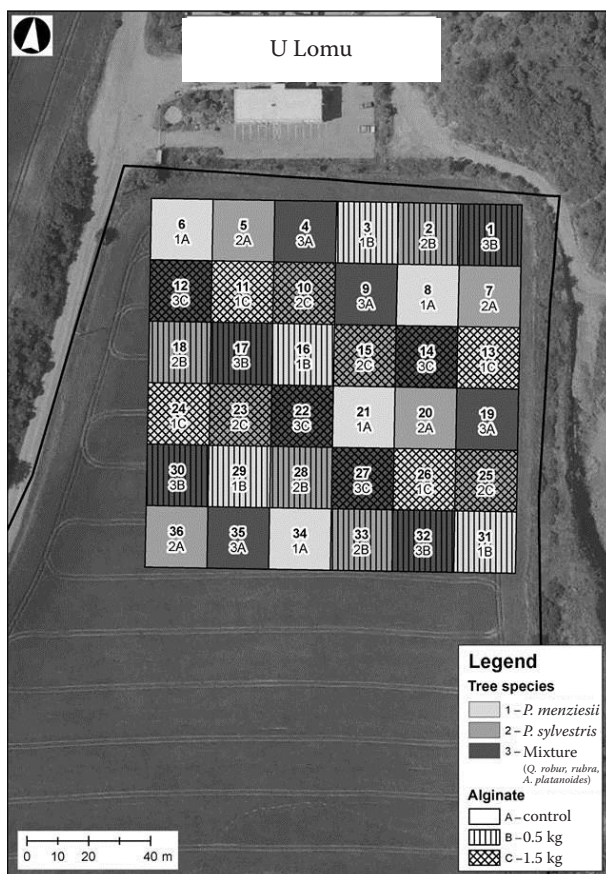 U Lomu
6 5 4 3 2 1
1A 2A 3A 1B 2B 3B
12 11 10 9 8 7
3C 1C 2C 3A 1A 2A
18 17 16 15 14 13
2B 3B 1B 2C 3C 1C
24 23 22 21 20 19
1C 2C 3C 1A 2A 3A
30 29 28 27 26 25
3B 1B 2B 3C 1C 2C
36 35 34 33 32 31
2A 3A 1A 2B 3B 1B
Legend
Tree species
1 – P. menziesii
2 – P. sylvestris
3 – Mixture
(Q. robur, rubra,
A. platanoides)
Alginate
A – control
B – 0.5 kg
C – 1.5 kg
0 10 20 40 m